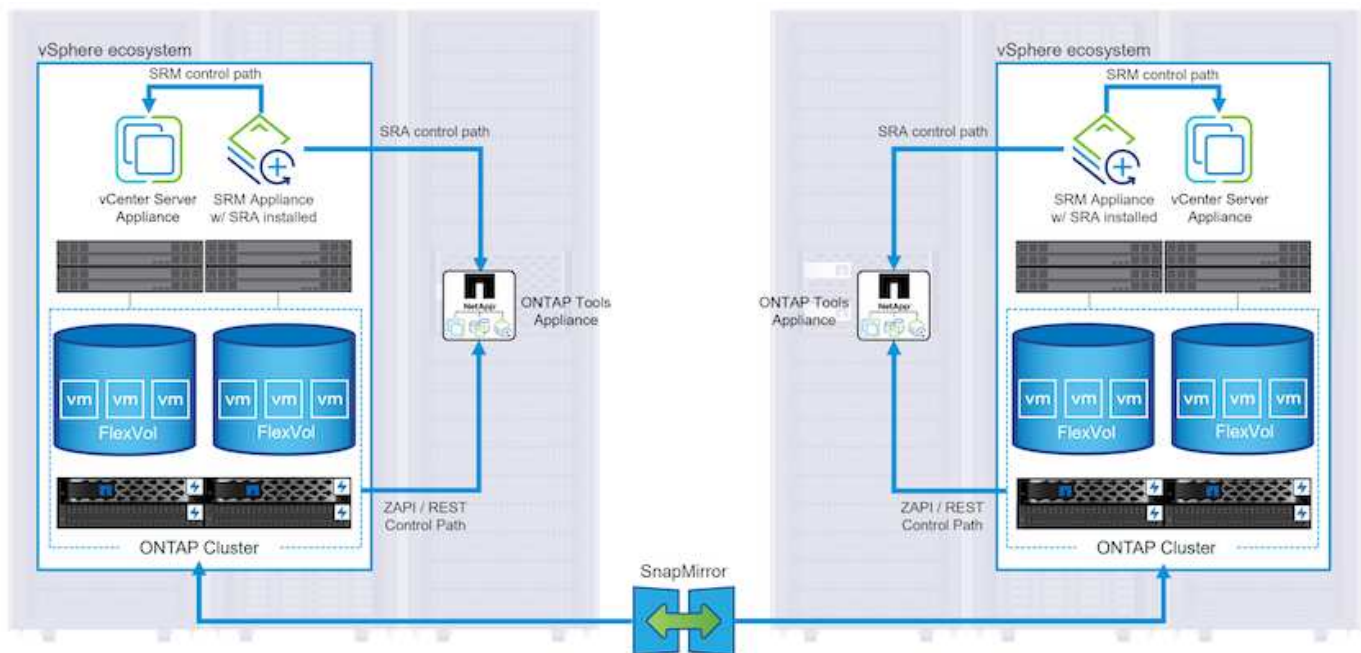 vSphere ecosystem
SRM control path
SRA control path
vCenter Server
Appliance
SRM Appliance
w/ SRA installed
NetApp
ONTAP Tools
Appliance
vm vm vm
FlexVol
vm vm vm
FlexVol
ZAPI / REST
Control Path
ONTAP Cluster
vSphere ecosystem
SRM control path
SRA control path
SRM Appliance
w/ SRA installed
vCenter Server
Appliance
ONTAP Tools
Appliance
NetApp
vm vm vm
FlexVol
vm vm vm
FlexVol
ZAPI / REST
Control Path
ONTAP Cluster
SnapMirror